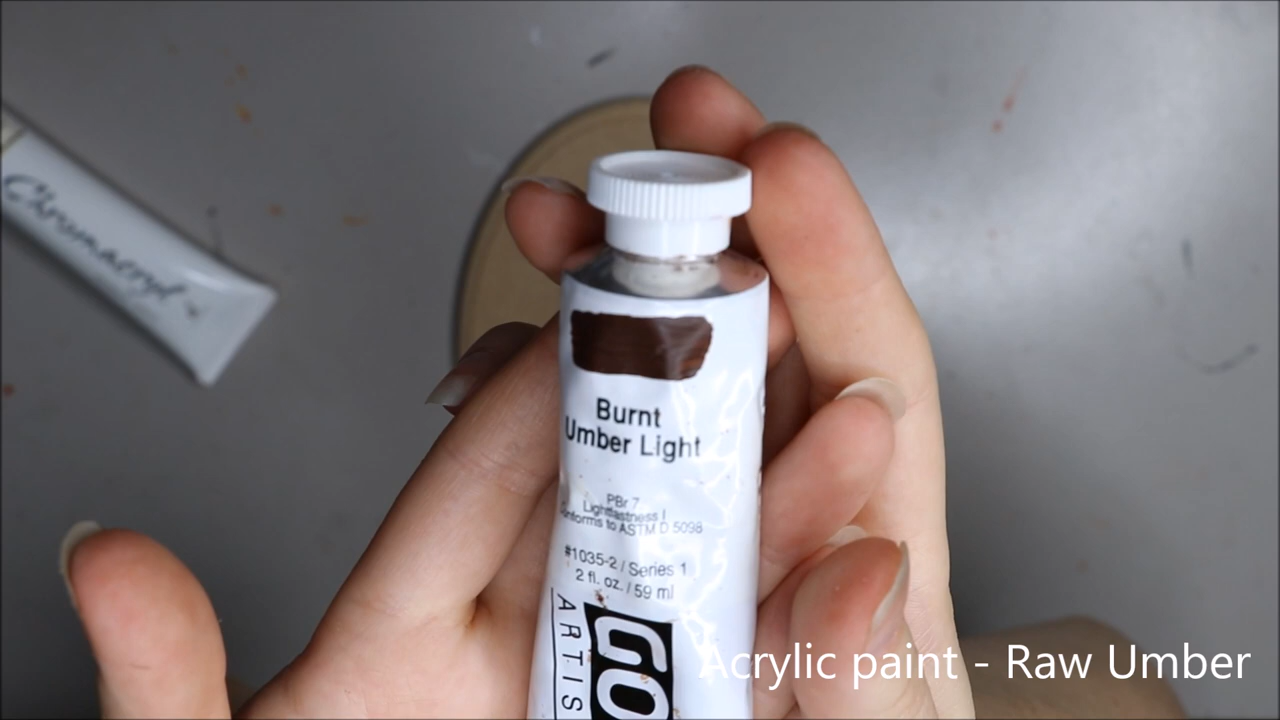 Chromacryl
Burnt
Umber Light
PBr 7
Lightfastness I
onforms to ASTM D 5098
#1035-2 / Series 1
2 fl. oz. / 59 ml
GO
ARTIS
Acrylic paint - Raw Umber